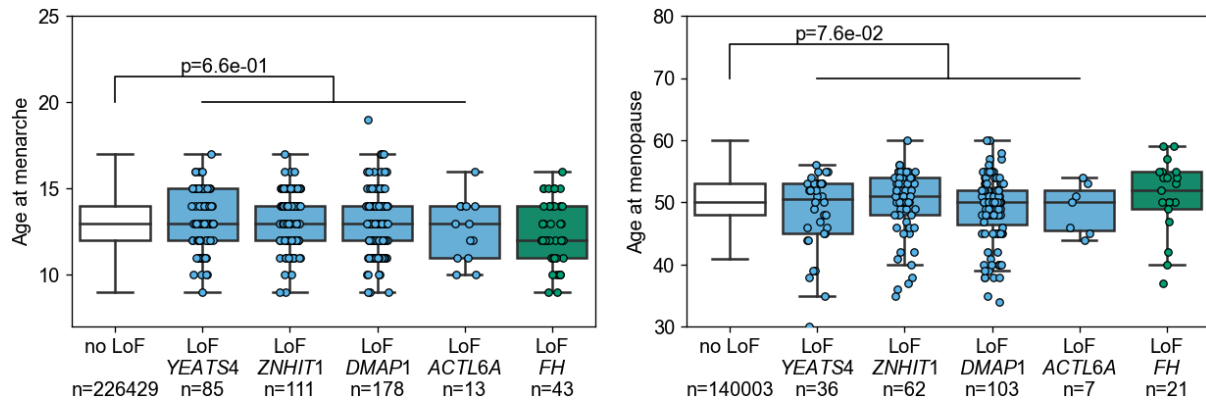 25
20
15
10
Age at menarche
p=6.6e-01
no LoF LoF LoF LoF LoF LoF
YEATS4 ZNHIT1 DMAP1 ACTL6A FH
n=226429 n=85 n=111 n=178 n=13 n=43
80
70
60
50
40
30
Age at menopause
p=7.6e-02
no LoF LoF LoF LoF LoF LoF
YEATS4 ZNHIT1 DMAP1 ACTL6A FH
n=140003 n=36 n=62 n=103 n=7 n=21